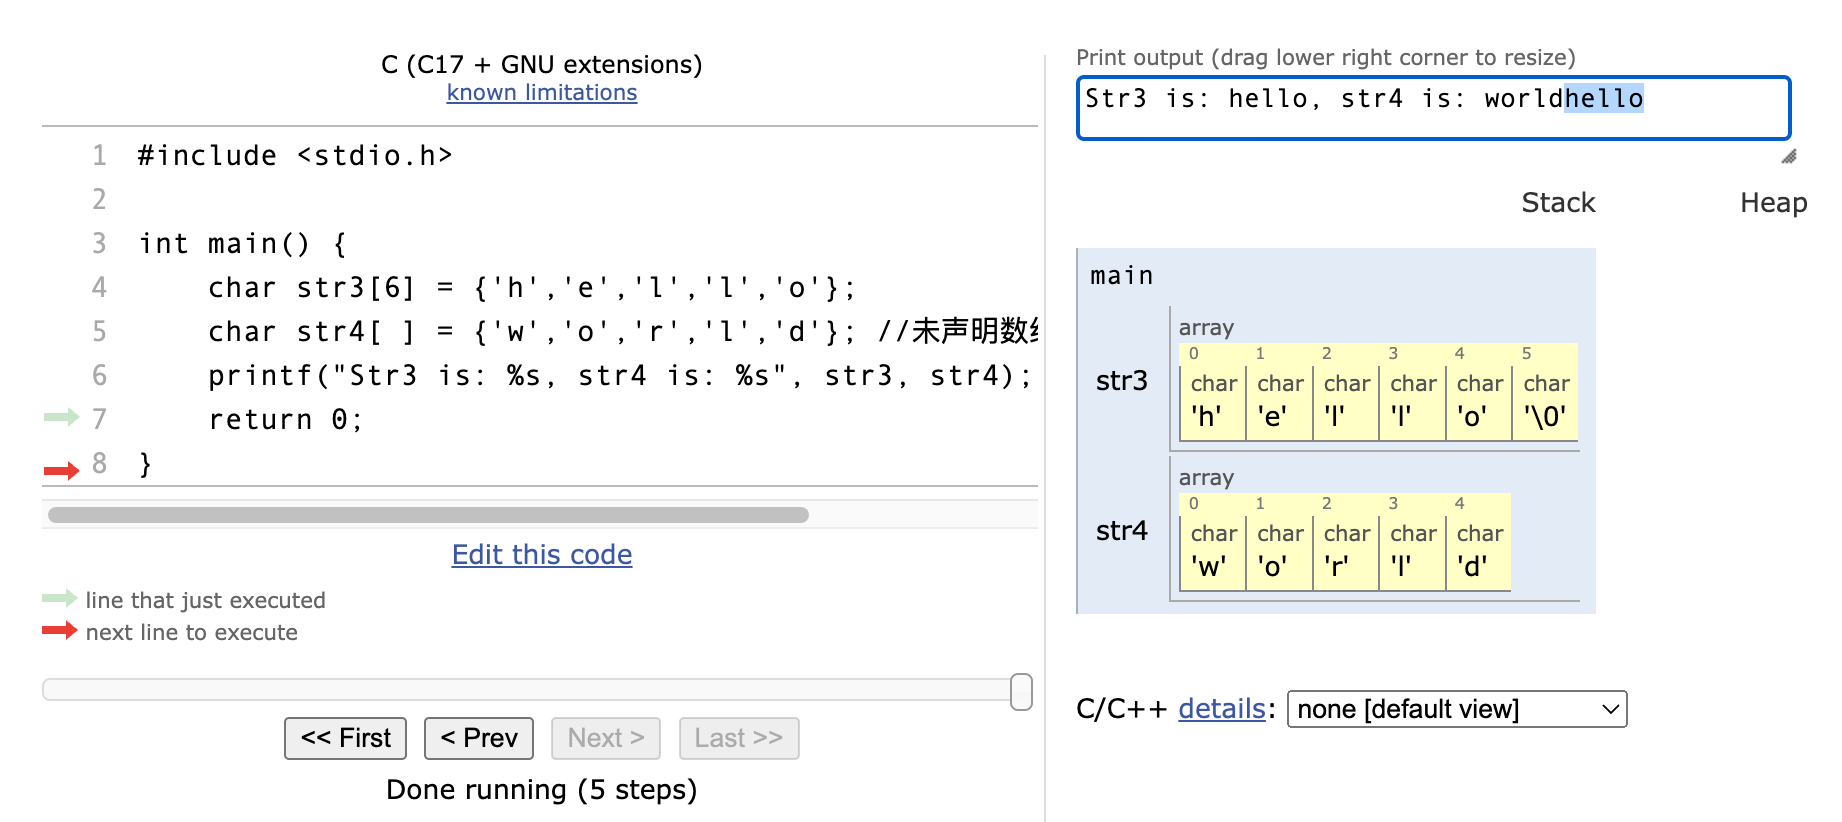 C (C17 + GNU extensions)
known limitations
1 #include <stdio.h>
2
3 int main() {
4 char str3[6] = {'h','e','l','l','o'};
5 char str4[ ] = {'w','o','r','l','d'}; //未声明数
6 printf("Str3 is: %s, str4 is: %s", str3, str4);
7 return 0;
8 }
Edit this code
line that just executed
next line to execute
<< First
< Prev
Next >
Last >>
Done running (5 steps)
Print output (drag lower right corner to resize)
Str3 is: hello, str4 is: worldhello
Stack Heap
main
array
0 1 2 3 4 5
str3
char char char char char char
'h' 'e' 'l' 'l' 'o' '\0'
array
0 1 2 3 4
str4
char char char char char
'w' 'o' 'r' 'l' 'd'
C/C++ details: none [default view]